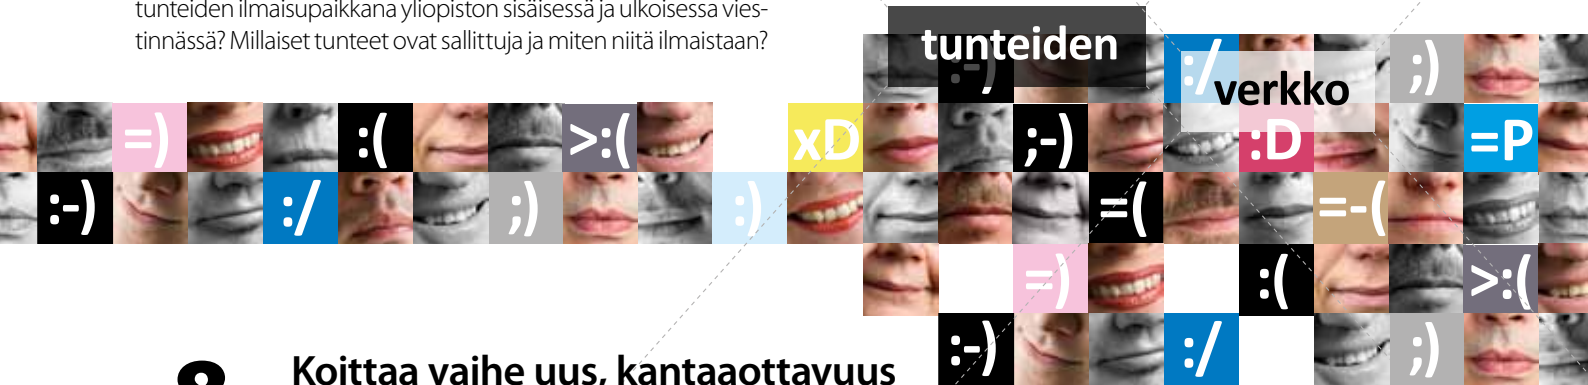 tunteiden ilmaisupaikkana yliopiston sisäisessä ja ulkoisessa vies-
tinnässä? Millaiset tunteet ovat sallittuja ja miten niitä ilmaistaan?
tunteiden
verkko
:-) :/ ;)
=) :( >:( xD ;-) :D =P
:-) :/ ;) :) =( =-(
=) :( >:(
:-) :/ ;)
Koittaa vaihe uus, kantaaottavuus